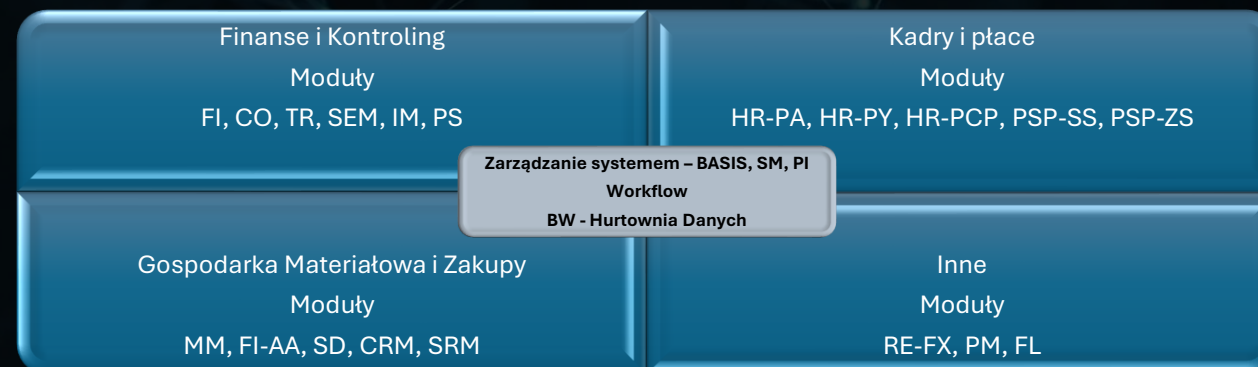 Finanse i Kontroling
Moduły
FI, CO, TR, SEM, IM, PS
Kadry i płace
Moduły
HR-PA, HR-PY, HR-PCP, PSP-SS, PSP-ZS
Zarządzanie systemem – BASIS, SM, PI
Workflow
BW - Hurtownia Danych
Gospodarka Materiałowa i Zakupy
Moduły
MM, FI-AA, SD, CRM, SRM
Inne
Moduły
RE-FX, PM, FL